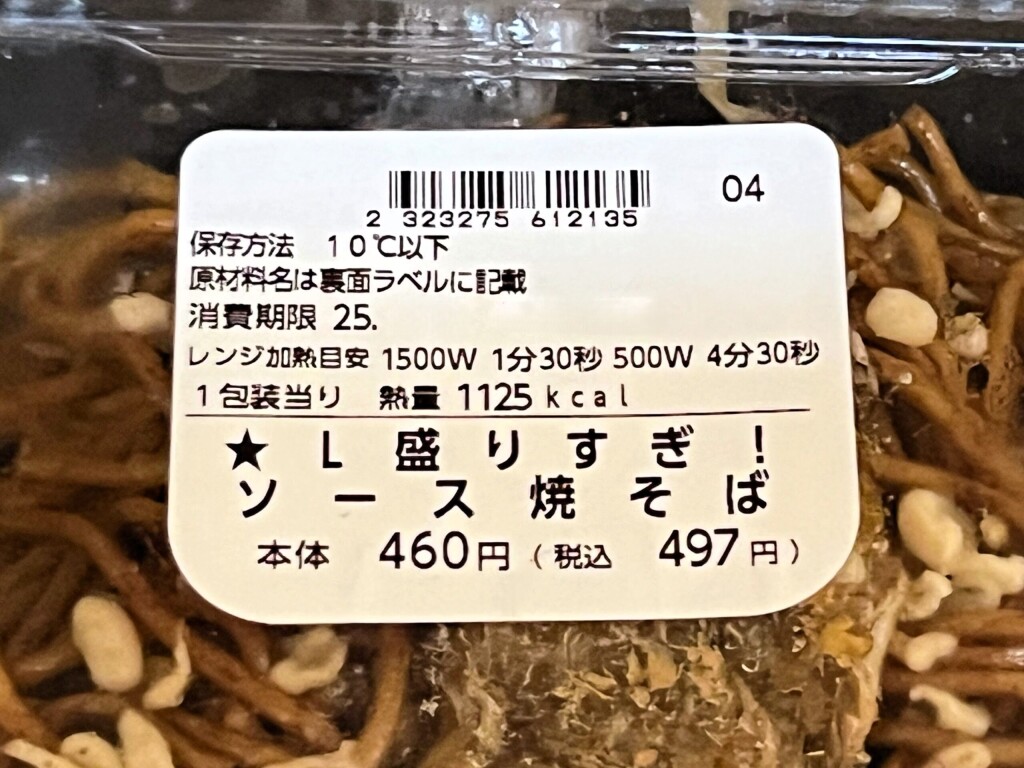 04
2 323275 612135
保存方法 10℃以下
原材料名は裏面ラベルに記載
消費期限 25.
レンジ加熱目安 1500W 1分30秒 500W 4分30秒
1包装当り 熱量 1125kcal
★L盛りすぎ!
ソース焼そば
本体 460円(税込 497円)